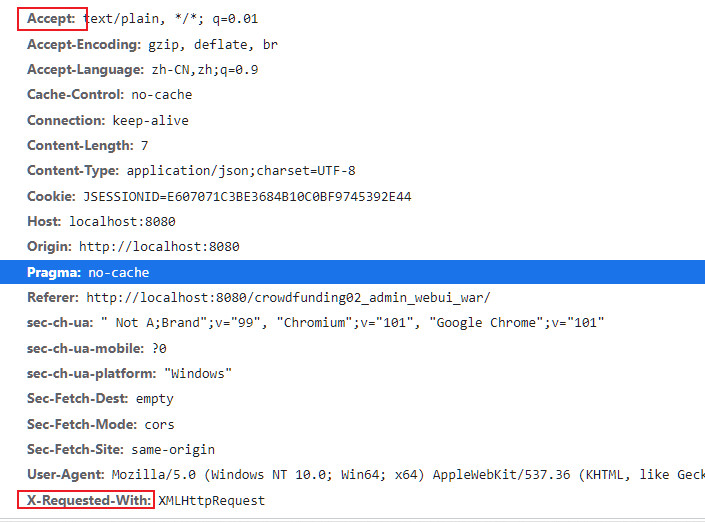 Accept: text/plain, */*; q=0.01
Accept-Encoding: gzip, deflate, br
Accept-Language: zh-CN,zh;q=0.9
Cache-Control: no-cache
Connection: keep-alive
Content-Length: 7
Content-Type: application/json;charset=UTF-8
Cookie: JSESSIONID=E607071C3BE3684B10C0BF9745392E44
Host: localhost:8080
Origin: http://localhost:8080
Pragma: no-cache
Referer: http://localhost:8080/crowdfunding02_admin_webui_war/
sec-ch-ua: " Not A;Brand";v="99", "Chromium";v="101", "Google Chrome";v="101"
sec-ch-ua-mobile: ?0
sec-ch-ua-platform: "Windows"
Sec-Fetch-Dest: empty
Sec-Fetch-Mode: cors
Sec-Fetch-Site: same-origin
User-Agent: Mozilla/5.0 (Windows NT 10.0; Win64; x64) AppleWebKit/537.36 (KHTML, like Geck
X-Requested-With: XMLHttpRequest